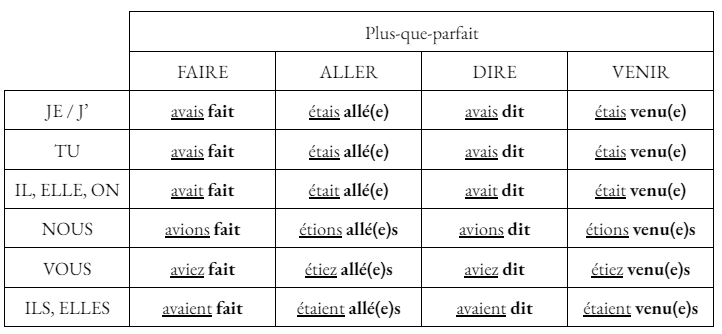 Plus-que-parfait
FAIRE ALLER DIRE VENIR
JE / J’ avais fait étais allé(e) avais dit étais venu(e)
TU avais fait étais allé(e) avais dit étais venu(e)
IL, ELLE, ON avait fait était allé(e) avait dit était venu(e)
NOUS avions fait étions allé(e)s avions dit étions venu(e)s
VOUS aviez fait étiez allé(e)s aviez dit étiez venu(e)s
ILS, ELLES avaient fait étaient allé(e)s avaient dit étaient venu(e)s